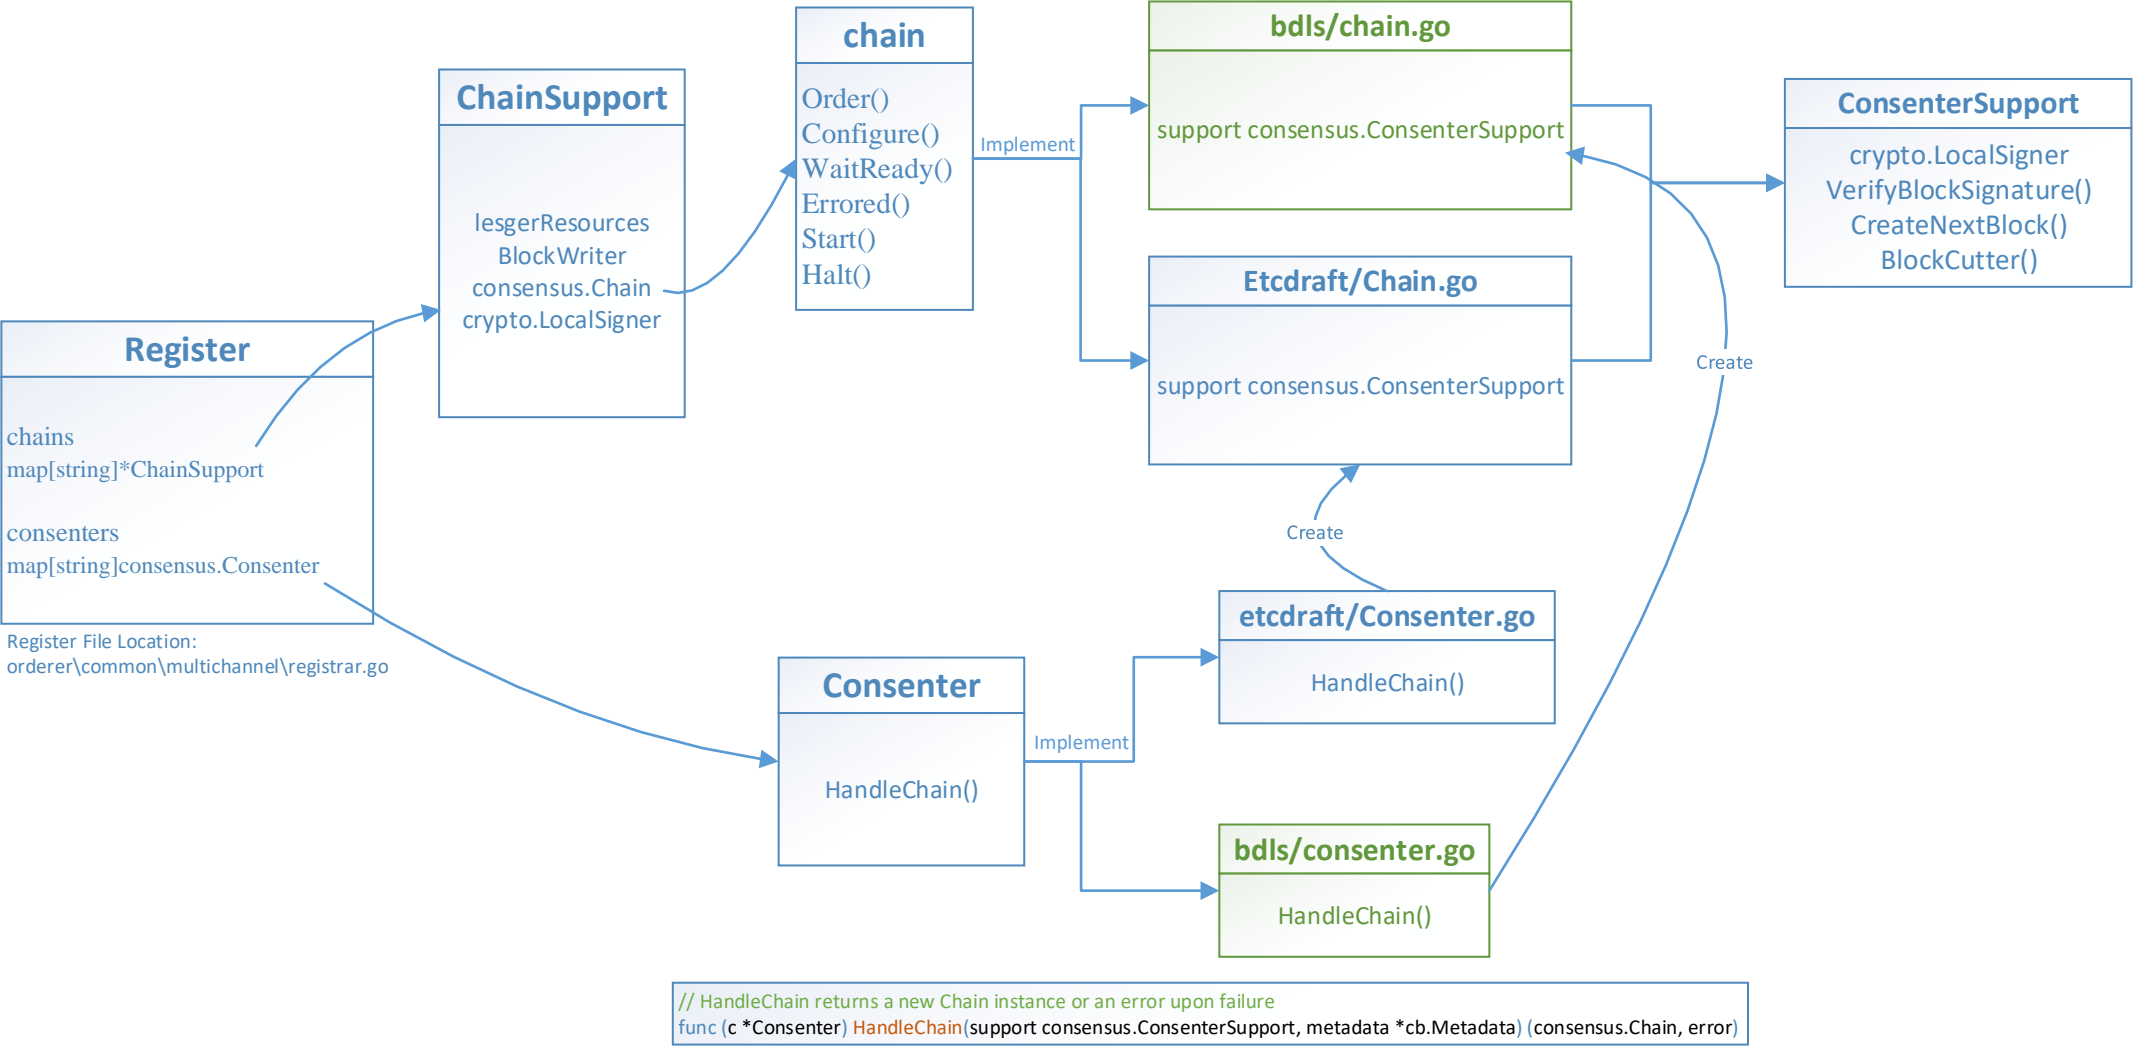 Register
chains
map[string]*ChainSupport
consenters
map[string]consensus.Consenter
Register File Location:
orderer\common\multichannel\registrar.go
ChainSupport
lesgerResources
BlockWriter
consensus.Chain
crypto.LocalSigner
chain
Order()
Configure()
WaitReady()
Errored()
Start()
Halt()
Implement
bdls/chain.go
support consensus.ConsenterSupport
Etcdraft/Chain.go
support consensus.ConsenterSupport
ConsenterSupport
crypto.LocalSigner
VerifyBlockSignature()
CreateNextBlock()
BlockCutter()
Create
Create
Consenter
HandleChain()
Implement
etcdraft/Consenter.go
HandleChain()
bdls/consenter.go
HandleChain()
// HandleChain returns a new Chain instance or an error upon failure
func (c *Consenter) HandleChain(support consensus.ConsenterSupport, metadata *cb.Metadata) (consensus.Chain, error)